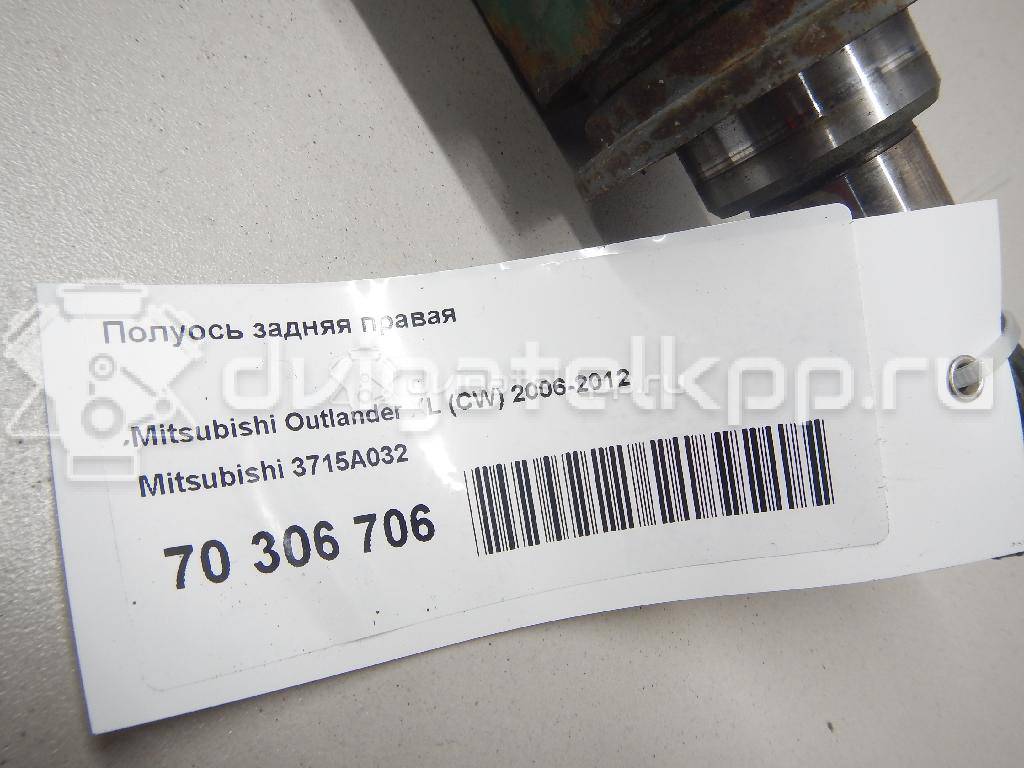 Полуось задняя правая
Mitsubishi Outlander XL (CW) 2006-2012
Mitsubishi 3715A032
70 306 706
dvigatelkpp.ru